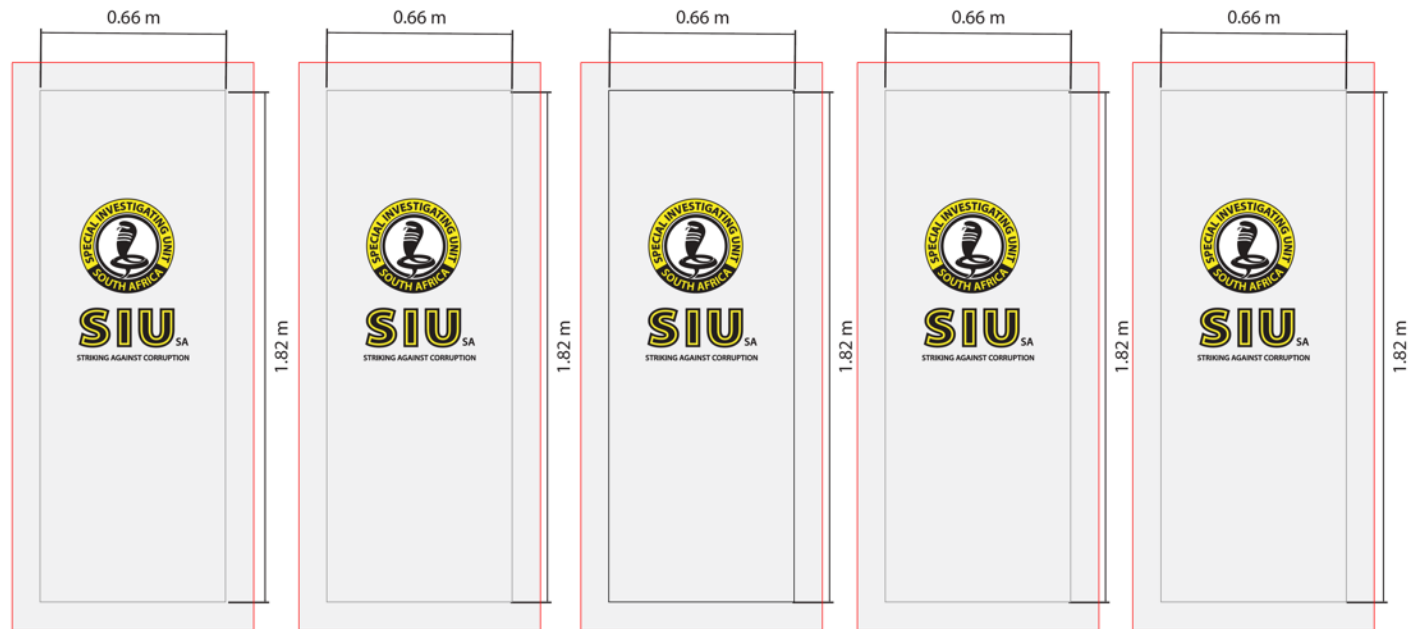 0.66 m
0.66 m
0.66 m
0.66 m
0.66 m
SPECIAL INVESTIGATING UNIT
SOUTH AFRICA
SIU SA
STRIKING AGAINST CORRUPTION
1.82 m
SPECIAL INVESTIGATING UNIT
SOUTH AFRICA
SIU SA
STRIKING AGAINST CORRUPTION
1.82 m
SPECIAL INVESTIGATING UNIT
SOUTH AFRICA
SIU SA
STRIKING AGAINST CORRUPTION
1.82 m
SPECIAL INVESTIGATING UNIT
SOUTH AFRICA
SIU SA
STRIKING AGAINST CORRUPTION
1.82 m
SPECIAL INVESTIGATING UNIT
SOUTH AFRICA
SIU SA
STRIKING AGAINST CORRUPTION
1.82 m